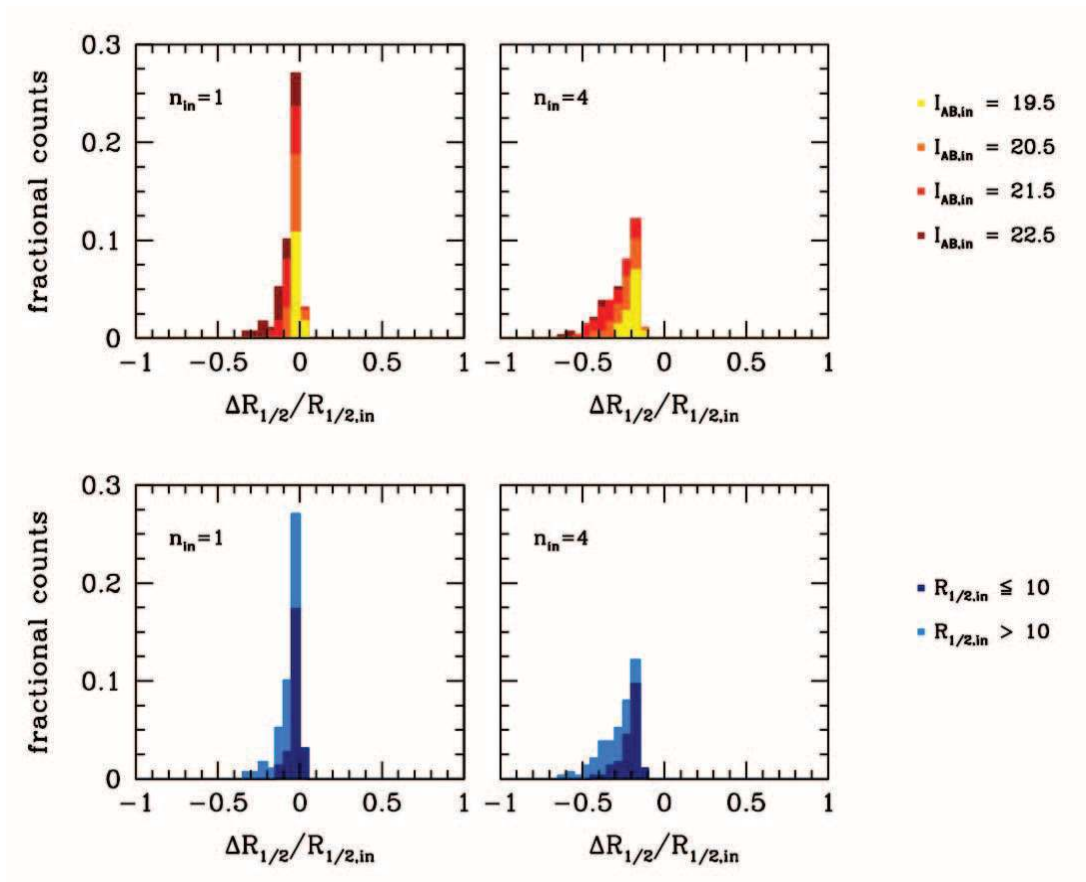 0.3
0.2
0.1
0
fractional counts
n_in=1
−1 −0.5 0 0.5 1
ΔR_1/2/R_1/2,in
n_in=4
−1 −0.5 0 0.5 1
ΔR_1/2/R_1/2,in
I_AB,in = 19.5
I_AB,in = 20.5
I_AB,in = 21.5
I_AB,in = 22.5
0.3
0.2
0.1
0
fractional counts
n_in=1
−1 −0.5 0 0.5 1
ΔR_1/2/R_1/2,in
n_in=4
−1 −0.5 0 0.5 1
ΔR_1/2/R_1/2,in
R_1/2,in ≦ 10
R_1/2,in > 10